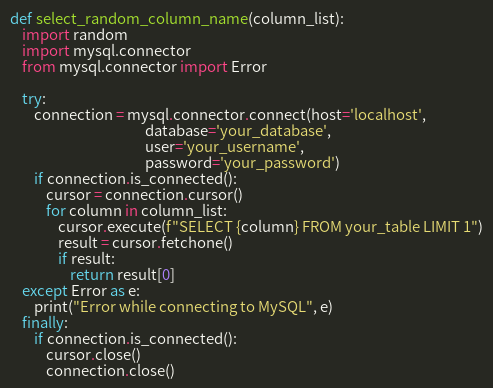 def select_random_column_name(column_list):
    import random
    import mysql.connector
    from mysql.connector import Error

    try:
        connection = mysql.connector.connect(host='localhost',
                                             database='your_database',
                                             user='your_username',
                                             password='your_password')
        if connection.is_connected():
            cursor = connection.cursor()
            for column in column_list:
                cursor.execute(f"SELECT {column} FROM your_table LIMIT 1")
                result = cursor.fetchone()
                if result:
                    return result[0]
    except Error as e:
        print("Error while connecting to MySQL", e)
    finally:
        if connection.is_connected():
            cursor.close()
            connection.close()